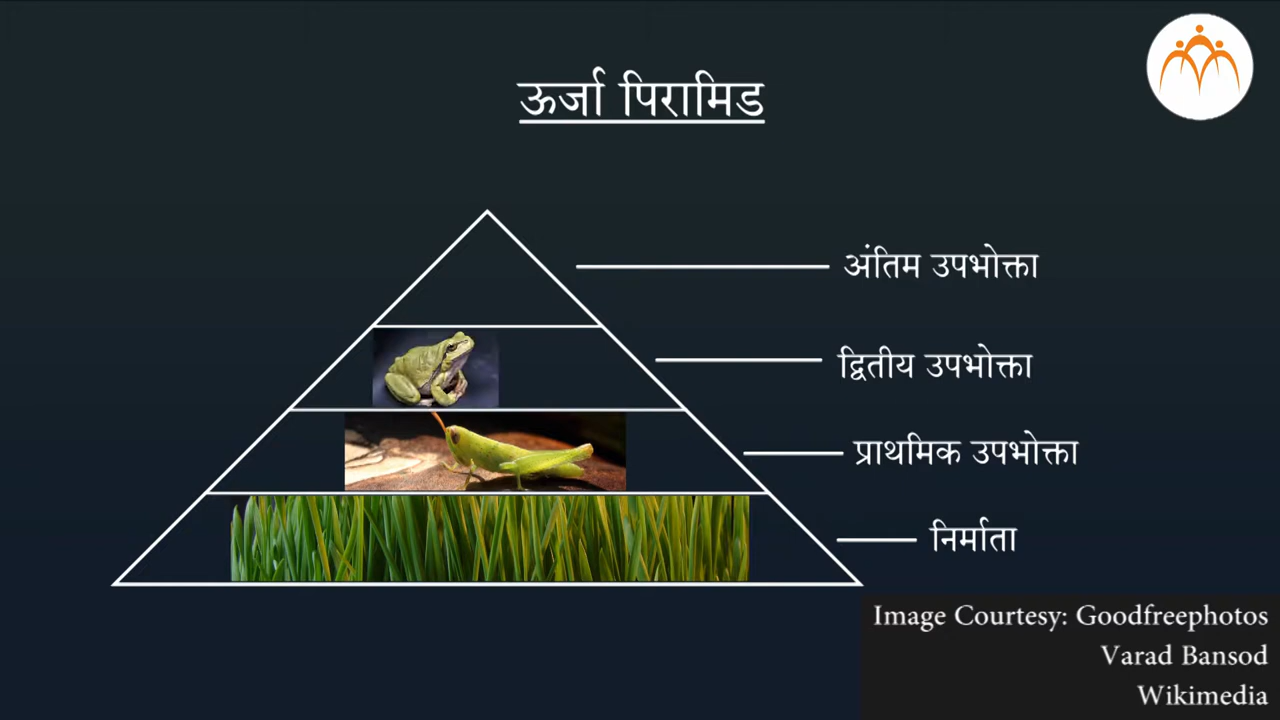 ऊर्जा पिरामिड
अंतिम उपभोक्ता
द्वितीय उपभोक्ता
प्राथमिक उपभोक्ता
निर्माता
Image Courtesy: Goodfreephotos
Varad Bansod
Wikimedia